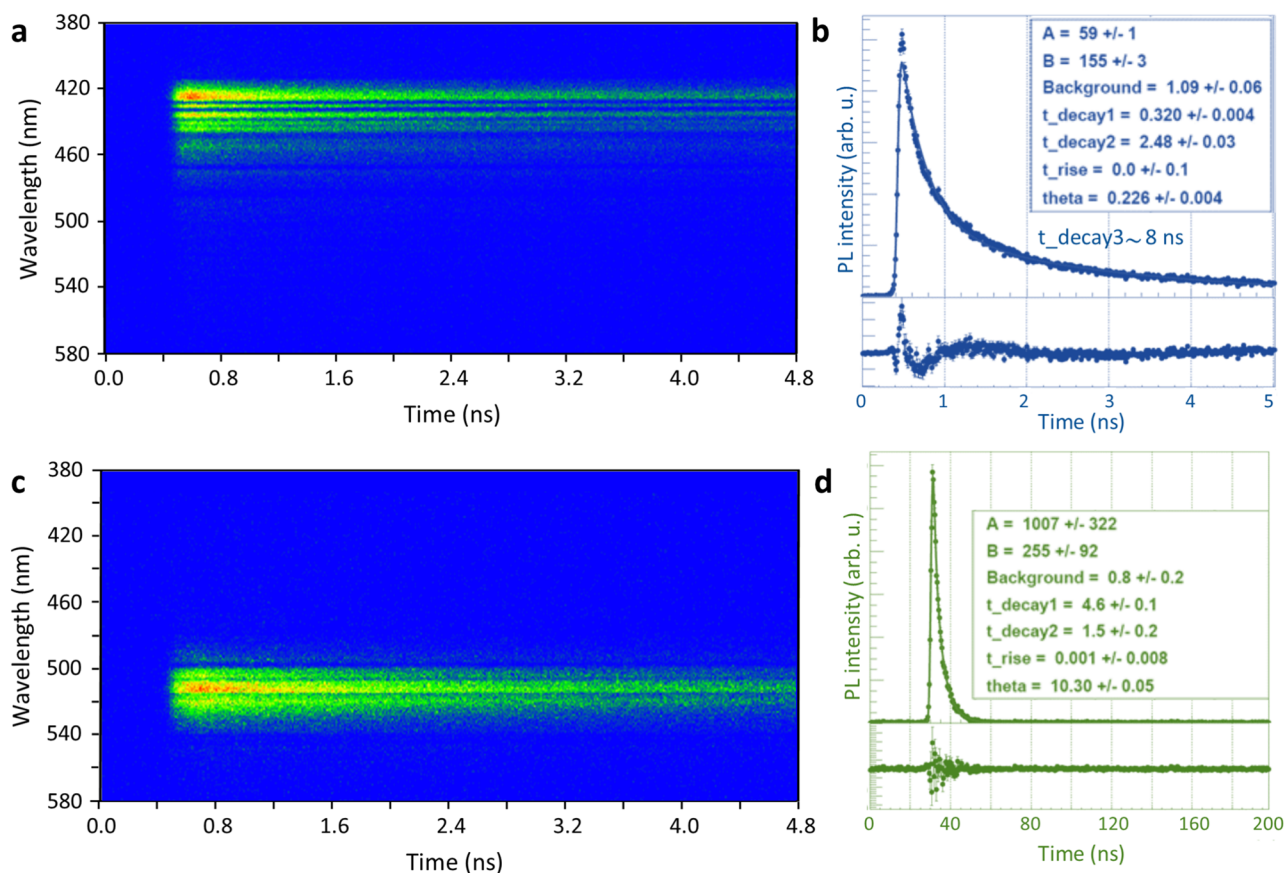 a
Wavelength (nm)
380
420
460
500
540
580
0.0 0.8 1.6 2.4 3.2 4.0 4.8
Time (ns)
b
PL intensity (arb. u.)
A = 59 +/- 1
B = 155 +/- 3
Background = 1.09 +/- 0.06
t_decay1 = 0.320 +/- 0.004
t_decay2 = 2.48 +/- 0.03
t_rise = 0.0 +/- 0.1
theta = 0.226 +/- 0.004
t_decay3~ 8 ns
0 1 2 3 4 5
Time (ns)
c
Wavelength (nm)
380
420
460
500
540
580
0.0 0.8 1.6 2.4 3.2 4.0 4.8
Time (ns)
d
PL intensity (arb. u.)
A = 1007 +/- 322
B = 255 +/- 92
Background = 0.8 +/- 0.2
t_decay1 = 4.6 +/- 0.1
t_decay2 = 1.5 +/- 0.2
t_rise = 0.001 +/- 0.008
theta = 10.30 +/- 0.05
0 40 80 120 160 200
Time (ns)